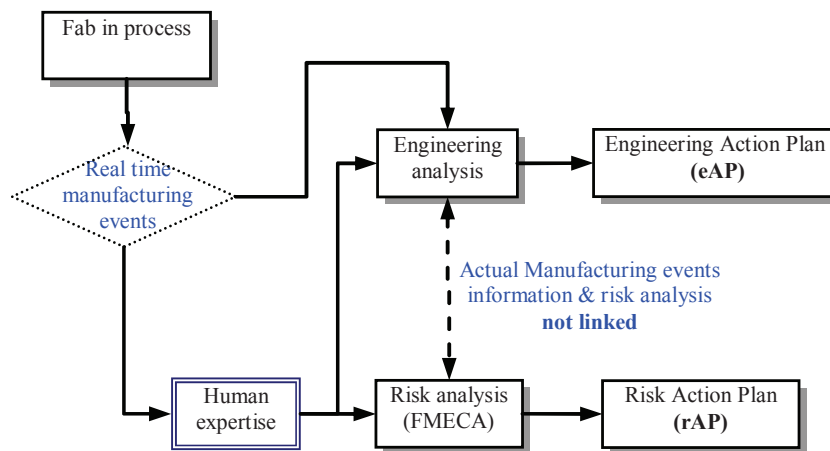 Fab in process
Real time
manufacturing
events
Engineering
analysis
Engineering Action Plan
(eAP)
Actual Manufacturing events
information & risk analysis
not linked
Human
expertise
Risk analysis
(FMECA)
Risk Action Plan
(rAP)